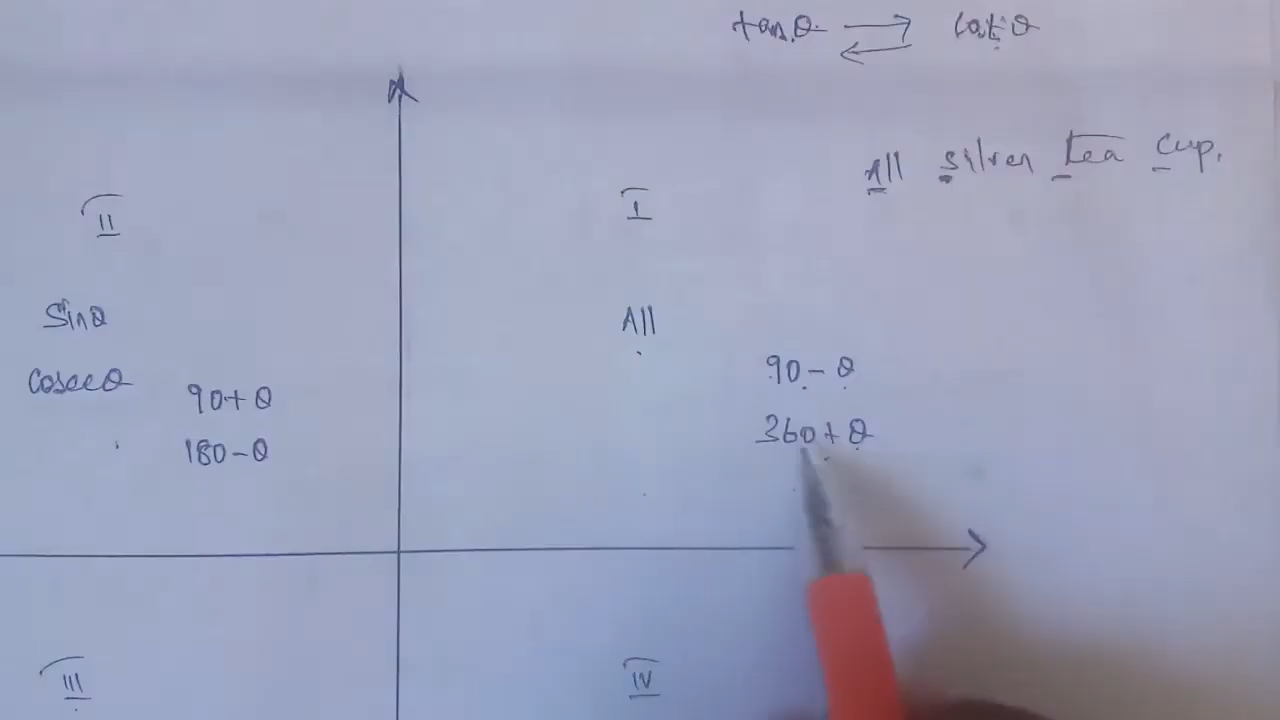 tanθ ⇄ cotθ
All Silver Tea Cup.
II
I
Sinθ
All
cosecθ
90-θ
90+θ
360+θ
180-θ
III
IV